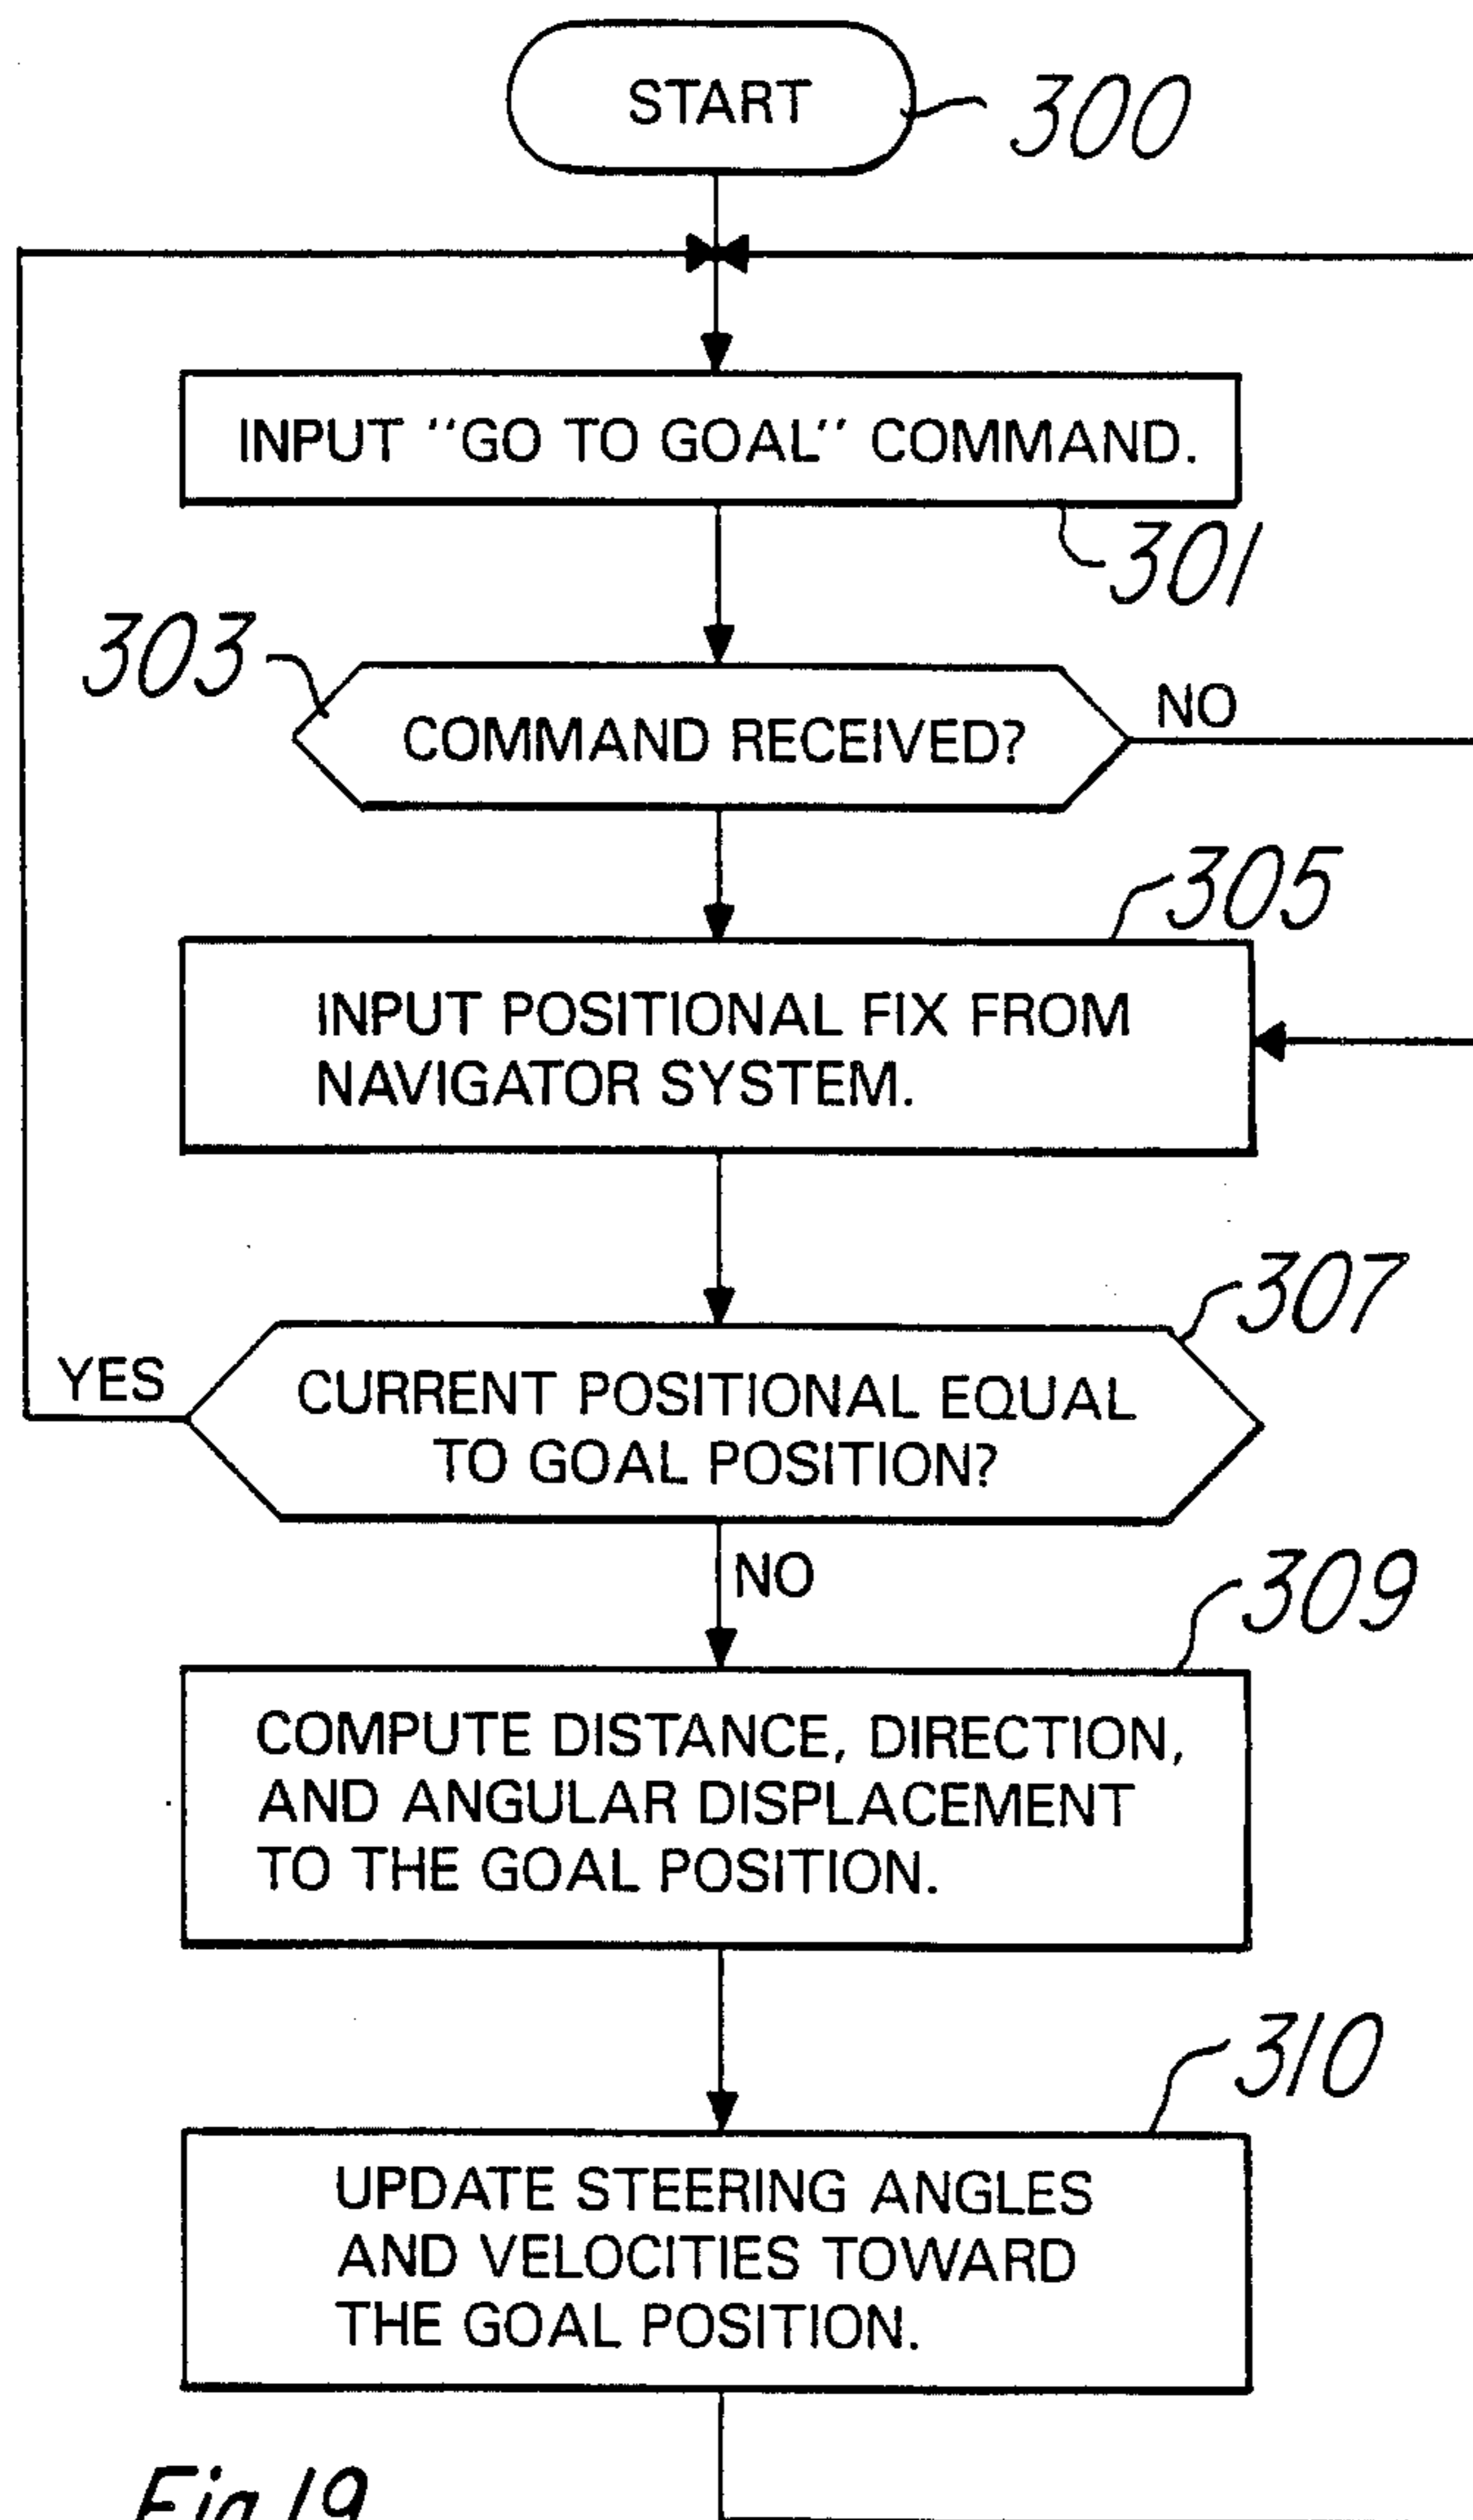 START
300
INPUT "GO TO GOAL" COMMAND.
301
303
COMMAND RECEIVED?
NO
305
INPUT POSITIONAL FIX FROM
NAVIGATOR SYSTEM.
307
YES
CURRENT POSITIONAL EQUAL
TO GOAL POSITION?
NO
309
COMPUTE DISTANCE, DIRECTION,
AND ANGULAR DISPLACEMENT
TO THE GOAL POSITION.
310
UPDATE STEERING ANGLES
AND VELOCITIES TOWARD
THE GOAL POSITION.
Fig 19